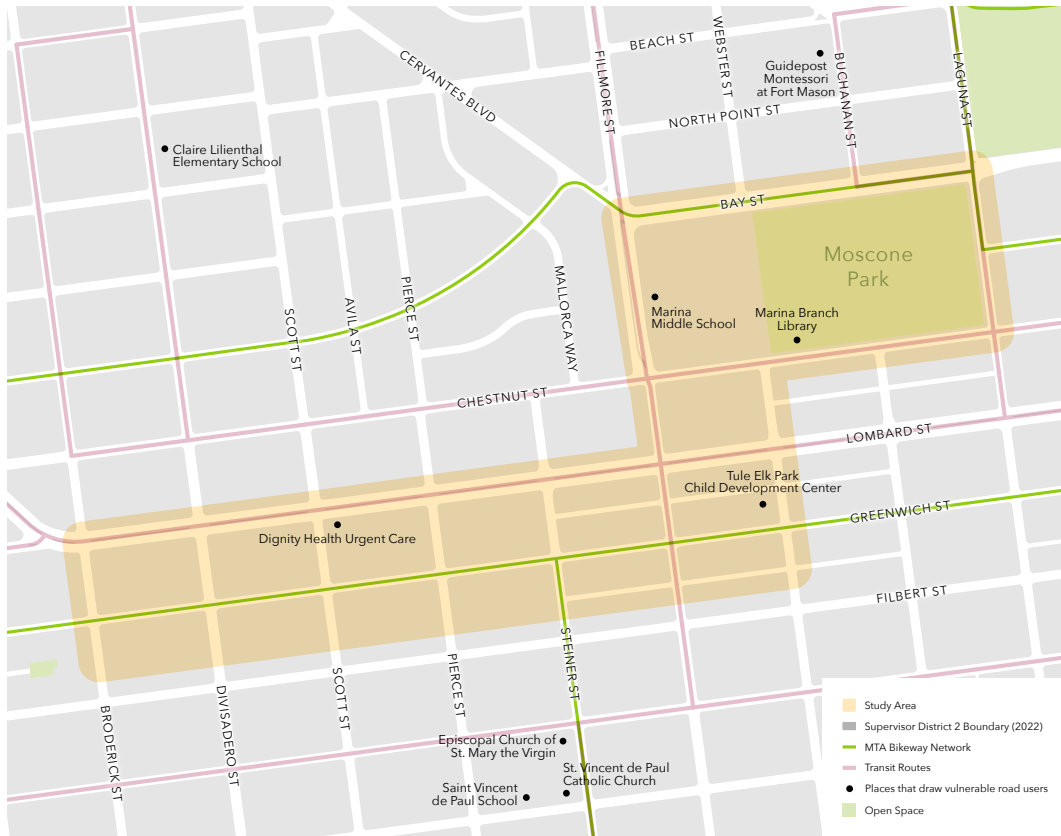 BEACH ST
WEBSTER ST
FILLMORE ST
CERVANTES BLVD
Guidepost
Montessori
at Fort Mason
BUCHANAN ST
LAGUNA ST
NORTH POINT ST
Claire Lilienthal
Elementary School
BAY ST
Moscone
Park
MALLORCA WAY
PIERCE ST
AVILA ST
SCOTT ST
Marina
Middle School
Marina Branch
Library
CHESTNUT ST
LOMBARD ST
Tule Elk Park
Child Development Center
GREENWICH ST
Dignity Health Urgent Care
FILBERT ST
STEINER ST
PIERCE ST
SCOTT ST
DIVISADERO ST
BRODERICK ST
Episcopal Church of
St. Mary the Virgin
St. Vincent de Paul
Catholic Church
Saint Vincent
de Paul School
Study Area
Supervisor District 2 Boundary (2022)
MTA Bikeway Network
Transit Routes
Places that draw vulnerable road users
Open Space